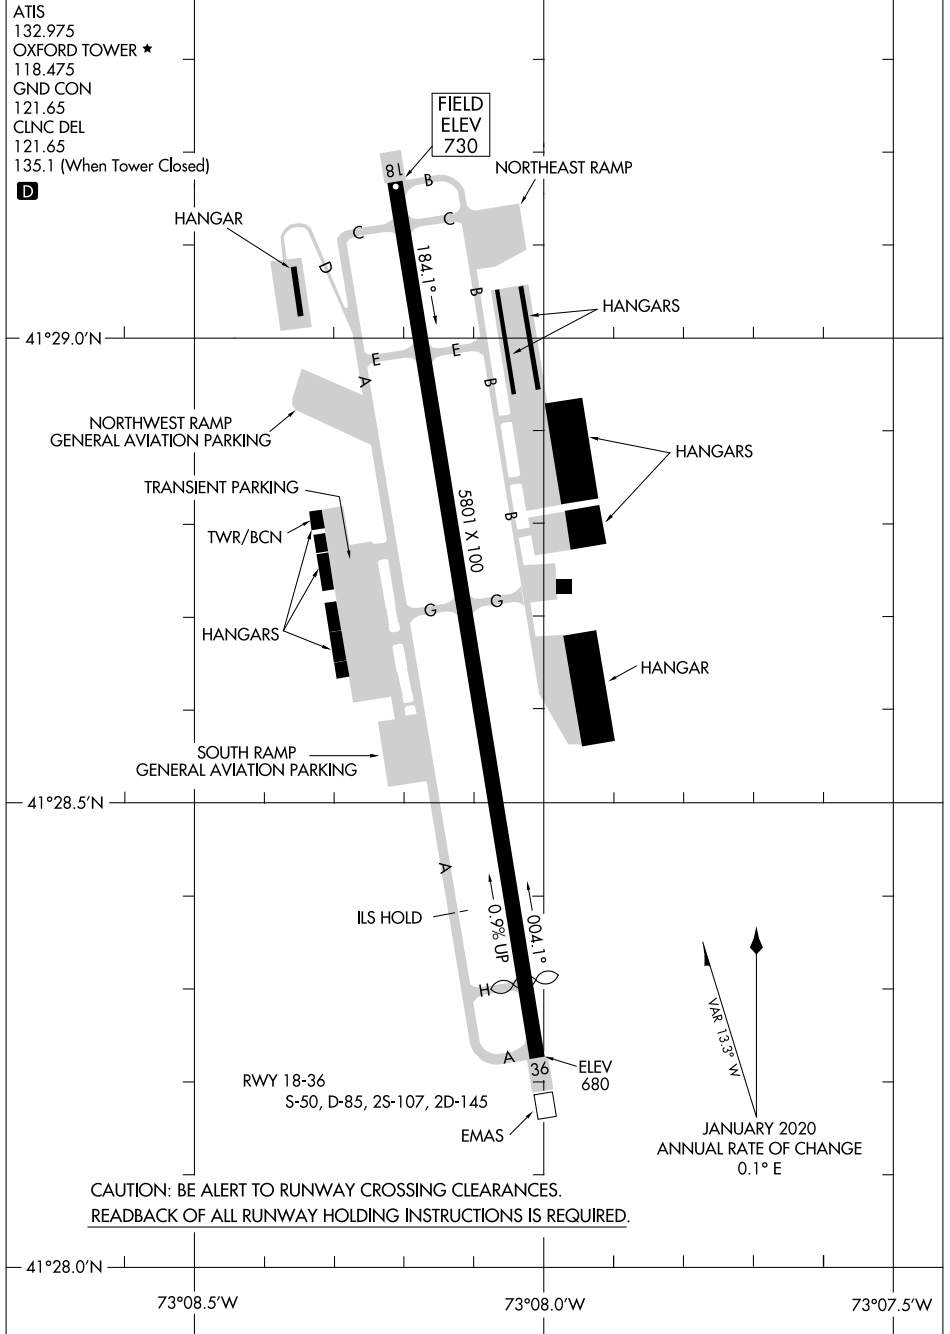 ATIS
132.975
OXFORD TOWER ★
118.475
GND CON
121.65
CLNC DEL
121.65
135.1 (When Tower Closed)
D
FIELD
ELEV
730
18
B
NORTHEAST RAMP
HANGAR
C
C
D
184.1°
B
HANGARS
41°29.0'N
E
E
A
B
NORTHWEST RAMP
GENERAL AVIATION PARKING
HANGARS
TRANSIENT PARKING
5801 X 100
B
TWR/BCN
G
G
HANGARS
HANGAR
SOUTH RAMP
GENERAL AVIATION PARKING
41°28.5'N
A
ILS HOLD
0.9% UP
004.1°
H
A
36
ELEV
680
VAR 13.3° W
RWY 18-36
S-50, D-85, 2S-107, 2D-145
EMAS
JANUARY 2020
ANNUAL RATE OF CHANGE
0.1° E
CAUTION: BE ALERT TO RUNWAY CROSSING CLEARANCES.
READBACK OF ALL RUNWAY HOLDING INSTRUCTIONS IS REQUIRED.
41°28.0'N
73°08.5'W
73°08.0'W
73°07.5'W